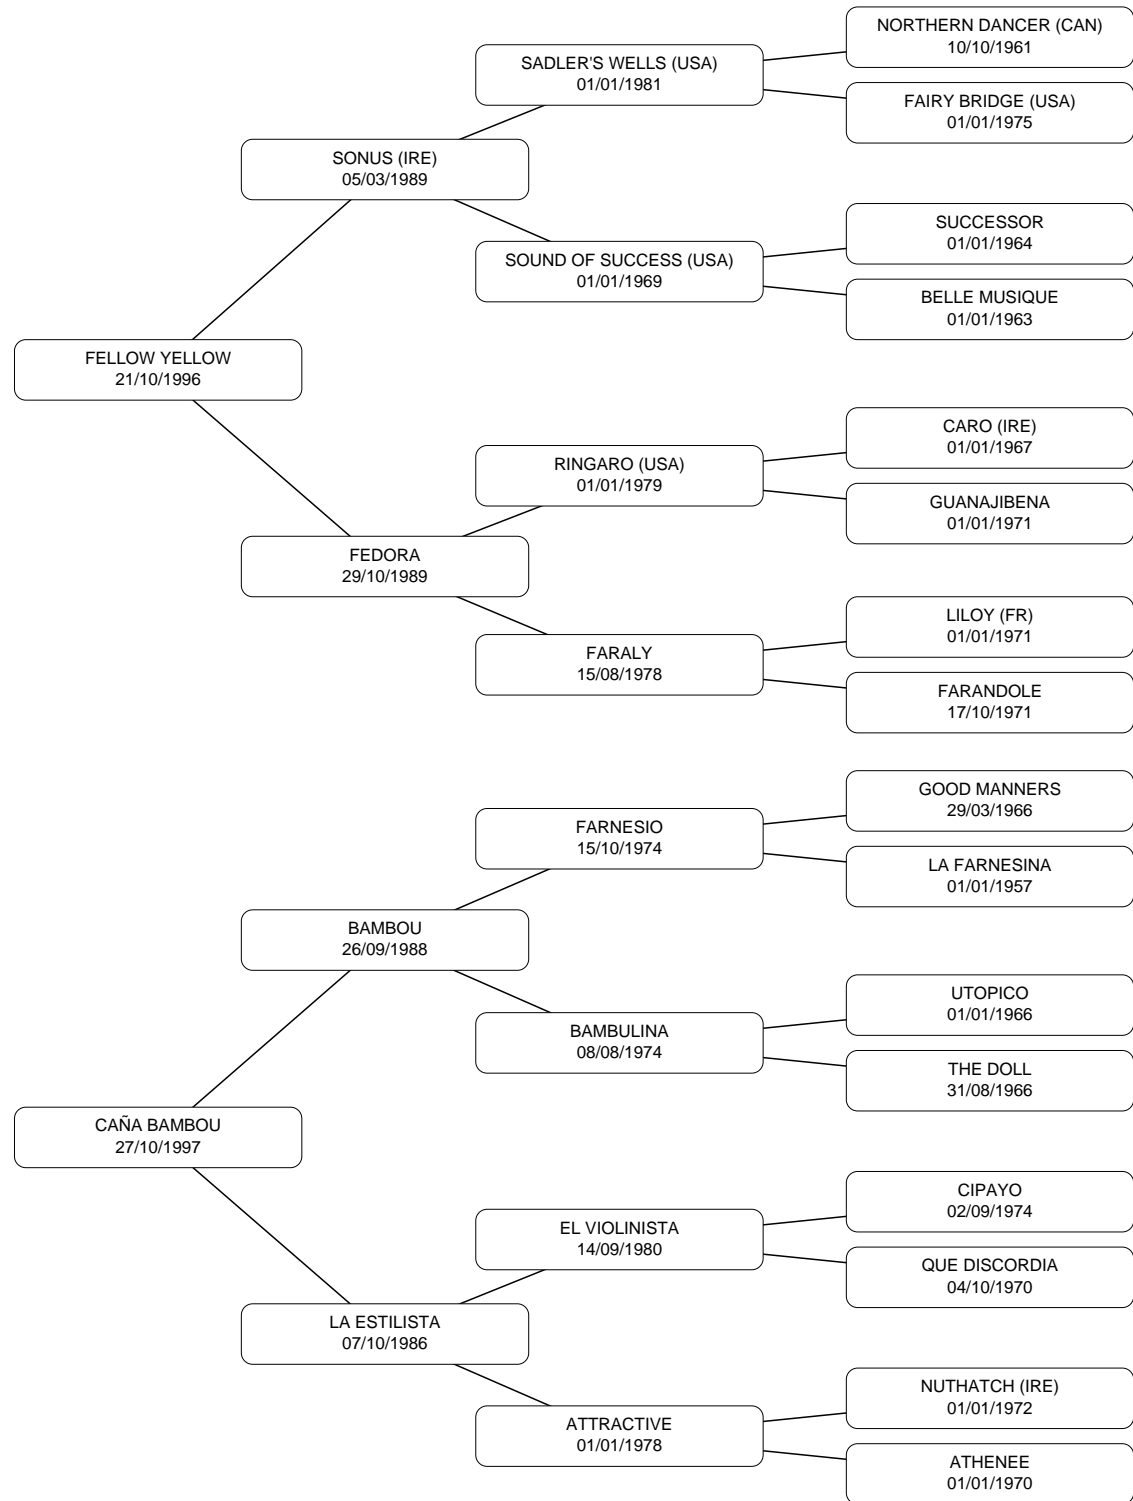 NORTHERN DANCER (CAN)
10/10/1961
SADLER'S WELLS (USA)
01/01/1981
FAIRY BRIDGE (USA)
01/01/1975
SONUS (IRE)
05/03/1989
SUCCESSOR
01/01/1964
SOUND OF SUCCESS (USA)
01/01/1969
BELLE MUSIQUE
01/01/1963
FELLOW YELLOW
21/10/1996
CARO (IRE)
01/01/1967
RINGARO (USA)
01/01/1979
GUANAJIBENA
01/01/1971
FEDORA
29/10/1989
LILOY (FR)
01/01/1971
FARALY
15/08/1978
FARANDOLE
17/10/1971
GOOD MANNERS
29/03/1966
FARNESIO
15/10/1974
LA FARNESINA
01/01/1957
BAMBOU
26/09/1988
UTOPICO
01/01/1966
BAMBULINA
08/08/1974
THE DOLL
31/08/1966
CAÑA BAMBOU
27/10/1997
CIPAYO
02/09/1974
EL VIOLINISTA
14/09/1980
QUE DISCORDIA
04/10/1970
LA ESTILISTA
07/10/1986
NUTHATCH (IRE)
01/01/1972
ATTRACTIVE
01/01/1978
ATHENEE
01/01/1970